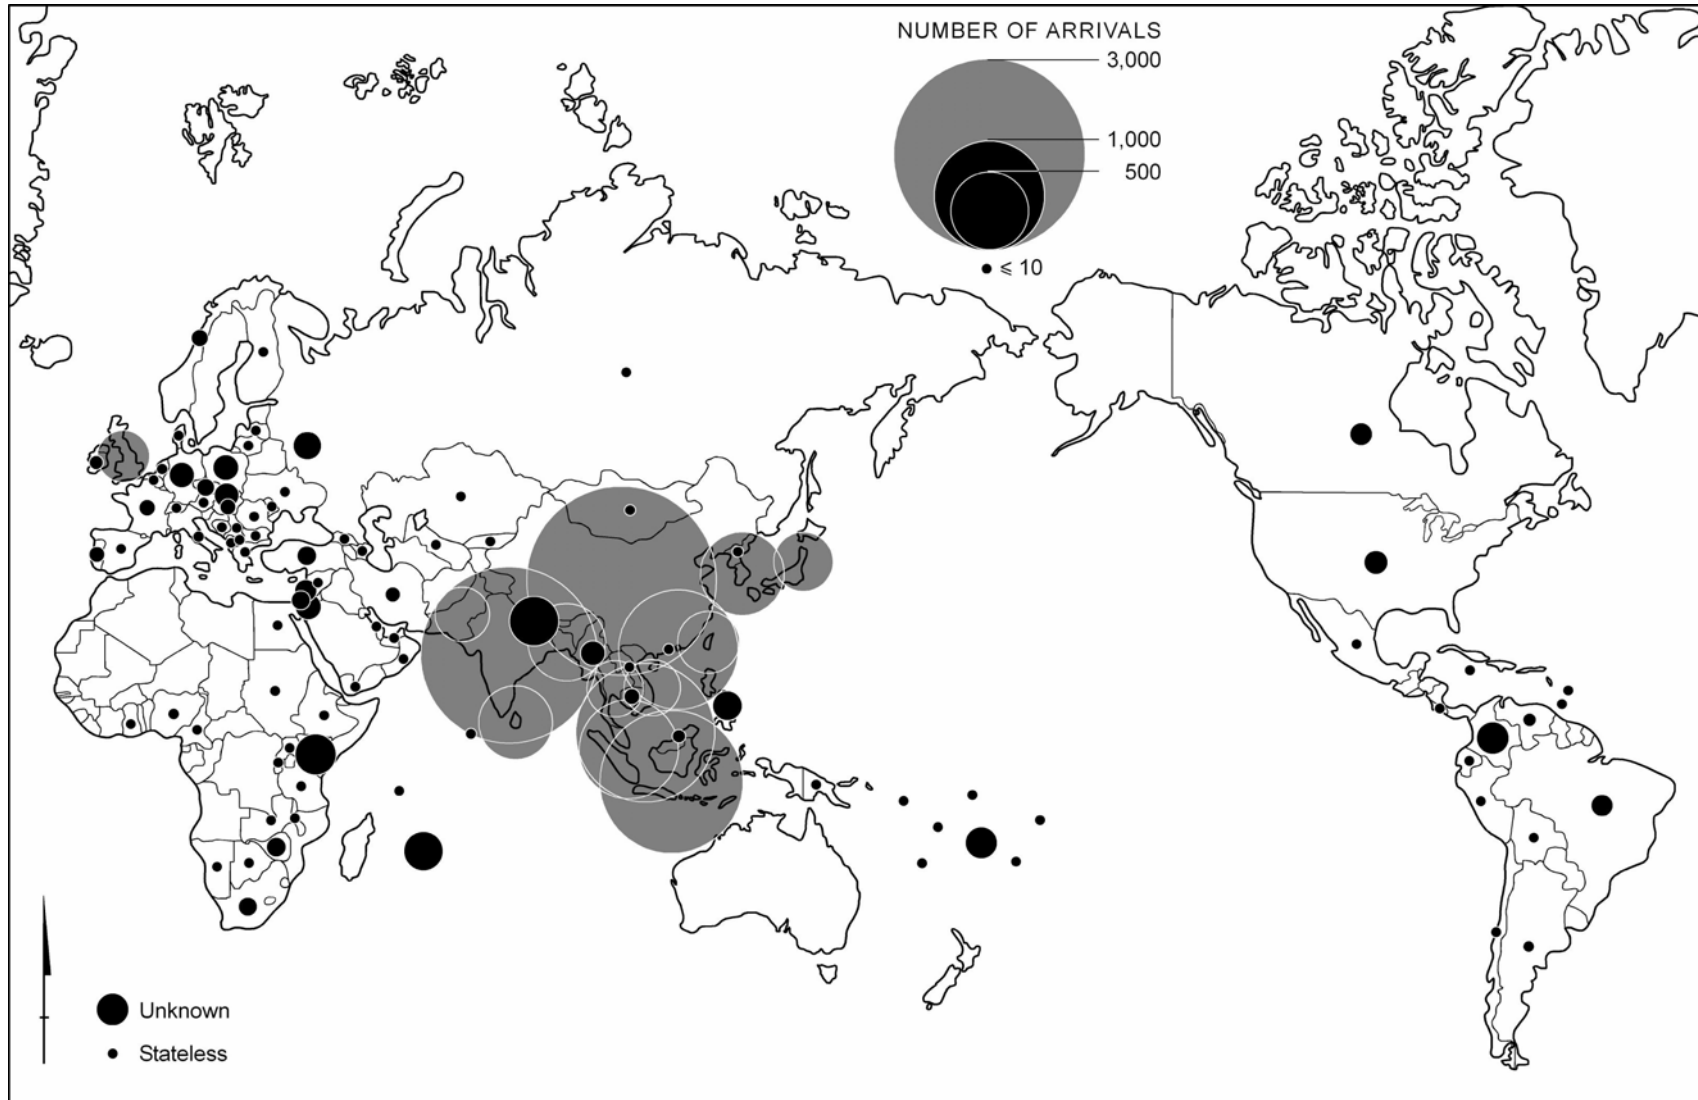 NUMBER OF ARRIVALS
3,000
1,000
500
⩽ 10
Unknown
Stateless